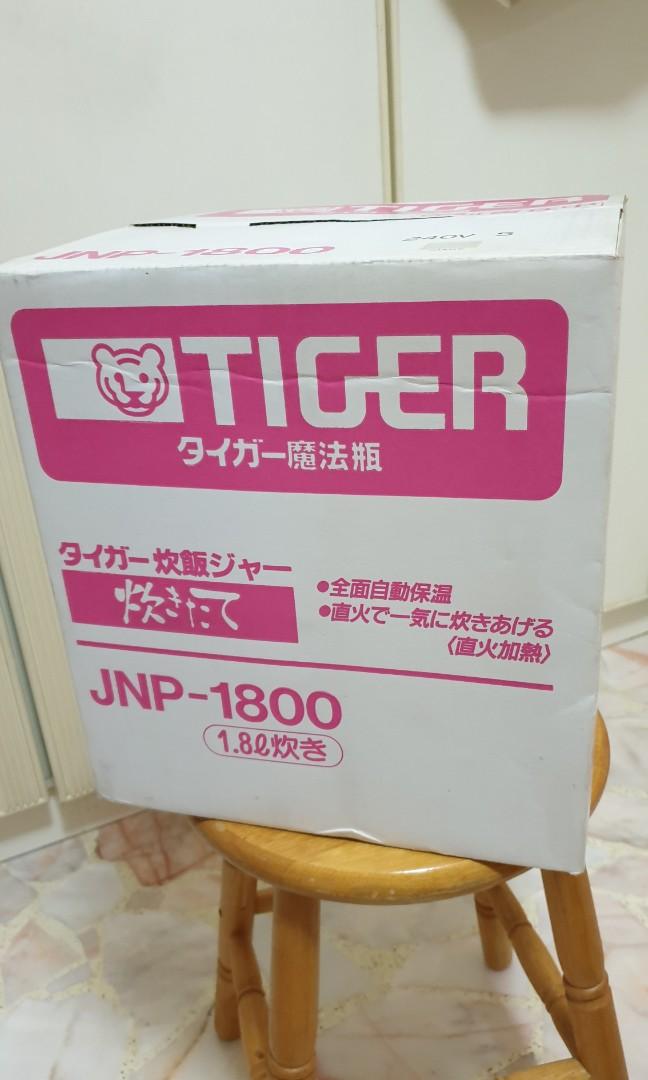 TIGER
JNP-1800
240V S
TIGER
タイガー魔法瓶
タイガー炊飯ジャー
炊きたて
●全面自動保温
●直火で一気に炊きあげる
〈直火加熱〉
JNP-1800
1.8ℓ炊き